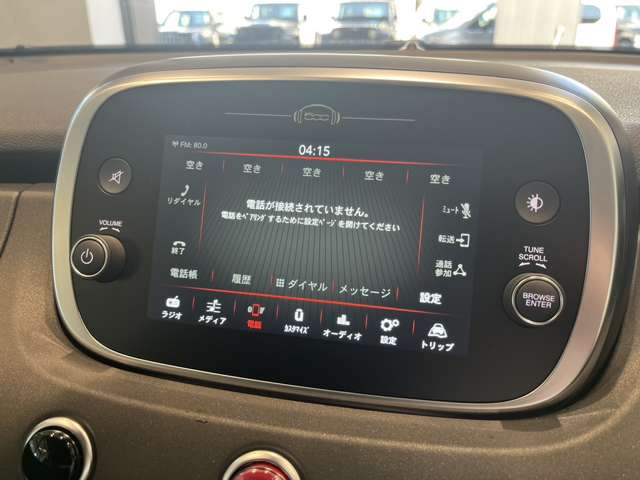 500
FM: 80.0
04:15
空き 空き 空き 空き 空き
リダイヤル
電話が接続されていません。
電話をペアリングするために設定ページを開けてください
ミュート
転送
終了
通話
参加
電話帳 履歴 ダイヤル メッセージ 設定
ラジオ メディア 電話 カスタマイズ オーディオ 設定 トリップ
VOLUME
TUNE
SCROLL
BROWSE
ENTER